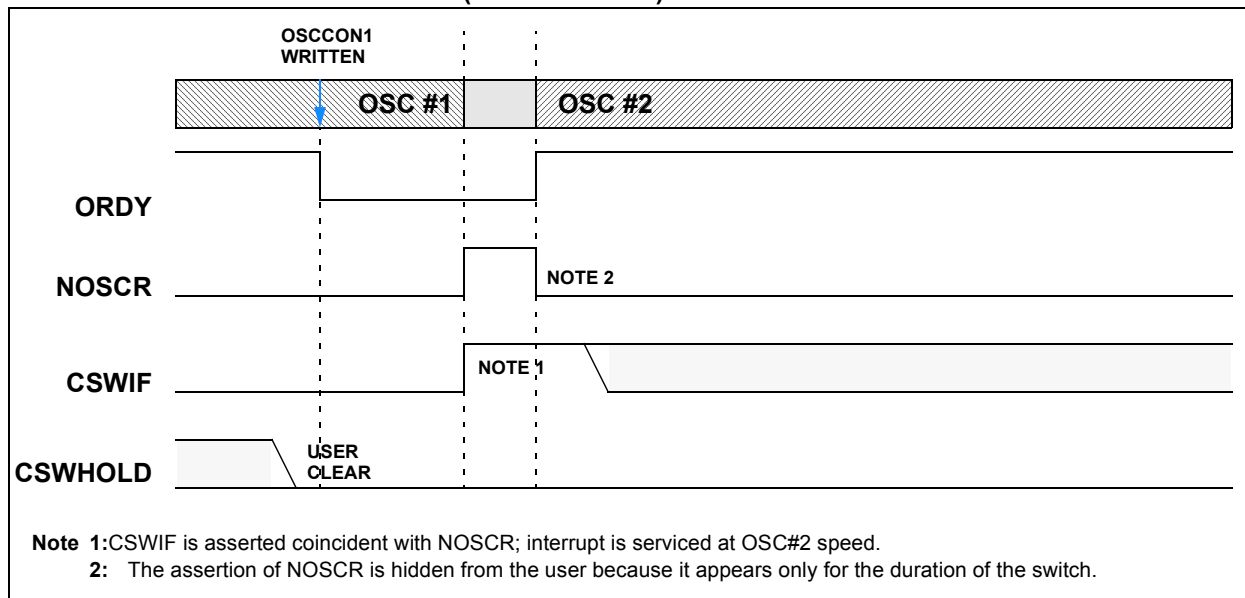 OSCCON1
WRITTEN
OSC #1
OSC #2
ORDY
NOSCR
NOTE 2
CSWIF
NOTE 1
CSWHOLD
USER
CLEAR
Note 1:CSWIF is asserted coincident with NOSCR; interrupt is serviced at OSC#2 speed.
2: The assertion of NOSCR is hidden from the user because it appears only for the duration of the switch.